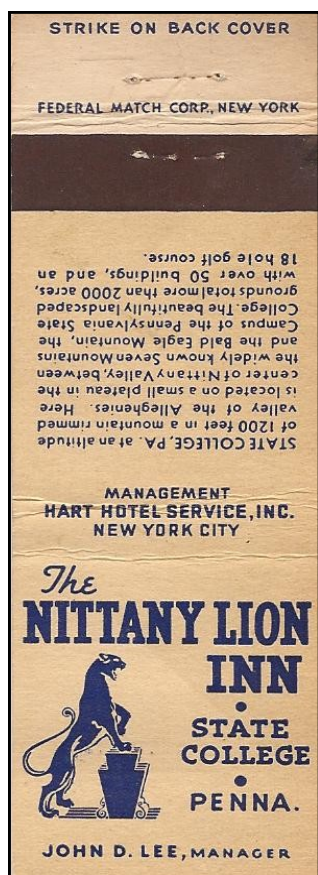 STRIKE ON BACK COVER
FEDERAL MATCH CORP., NEW YORK
STATE COLLEGE, PA. at an altitude
of 1200 feet in a mountain rimmed
valley of the Alleghenies. Here
is located on a small plateau in the
center of Nittany Valley, between
the widely known Seven Mountains
and the Bald Eagle Mountain, the
Campus of the Pennsylvania State
College. The beautifully landscaped
grounds total more than 2000 acres,
with over 50 buildings, and an
18 hole golf course.
MANAGEMENT
HART HOTEL SERVICE, INC.
NEW YORK CITY
The
NITTANY LION
INN
•
STATE
COLLEGE
•
PENNA.
JOHN D. LEE, MANAGER